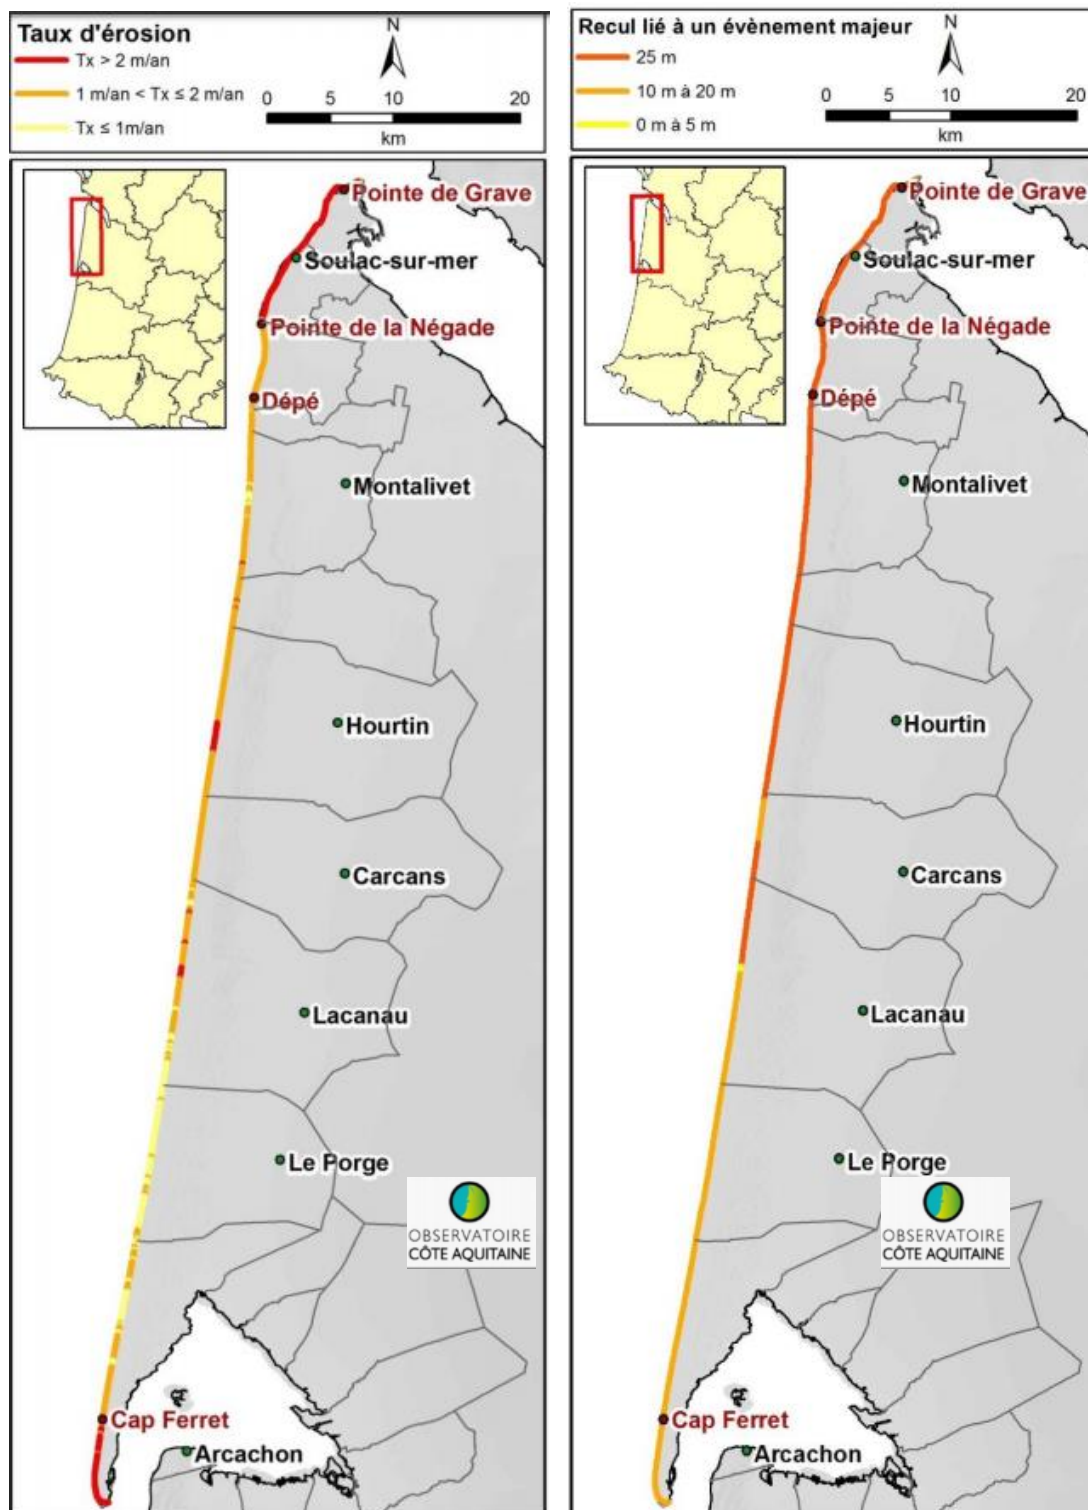 Taux d'érosion
Tx > 2 m/an
1 m/an < Tx ≤ 2 m/an
Tx ≤ 1m/an
N
0 5 10 20
km
Pointe de Grave
Soulac-sur-mer
Pointe de la Négade
Dépé
Montalivet
Hourtin
Carcans
Lacanau
Le Porge
OBSERVATOIRE
CÔTE AQUITAINE
Cap Ferret
Arcachon
Recul lié à un évènement majeur
25 m
10 m à 20 m
0 m à 5 m
N
0 5 10 20
km
Pointe de Grave
Soulac-sur-mer
Pointe de la Négade
Dépé
Montalivet
Hourtin
Carcans
Lacanau
Le Porge
OBSERVATOIRE
CÔTE AQUITAINE
Cap Ferret
Arcachon